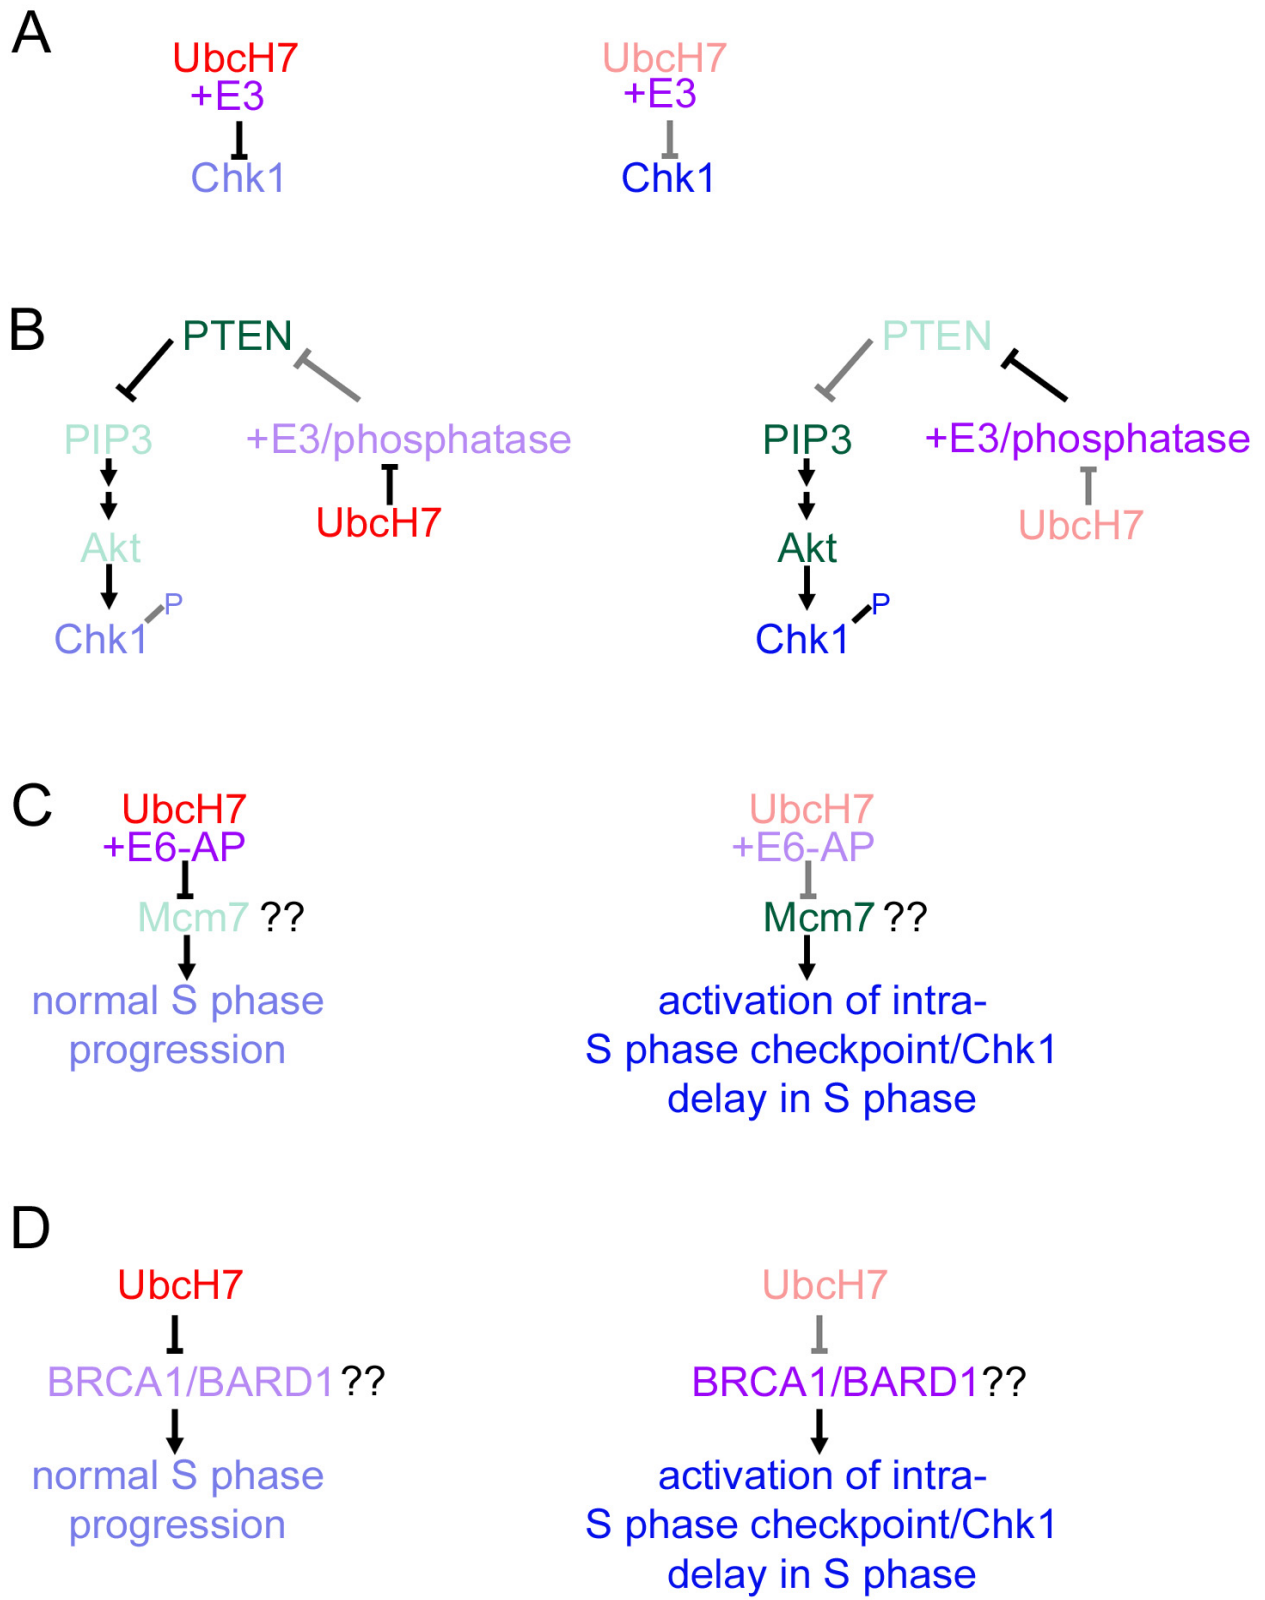 A
UbcH7
+E3
Chk1
UbcH7
+E3
Chk1
B
PTEN
PIP3
+E3/phosphatase
UbcH7
Akt
P
Chk1
PTEN
PIP3
+E3/phosphatase
UbcH7
Akt
P
Chk1
C
UbcH7
+E6-AP
Mcm7 ??
normal S phase
progression
UbcH7
+E6-AP
Mcm7 ??
activation of intra-
S phase checkpoint/Chk1
delay in S phase
D
UbcH7
BRCA1/BARD1 ??
normal S phase
progression
UbcH7
BRCA1/BARD1 ??
activation of intra-
S phase checkpoint/Chk1
delay in S phase